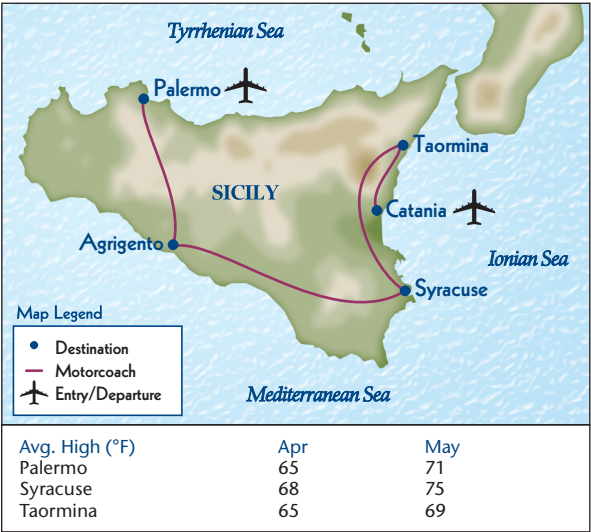 Tyrrhenian Sea
Palermo
Taormina
SICILY
Catania
Agrigento
Ionian Sea
Syracuse
Map Legend
Destination
Motorcoach
Entry/Departure
Mediterranean Sea
Avg. High (°F) Apr May
Palermo 65 71
Syracuse 68 75
Taormina 65 69